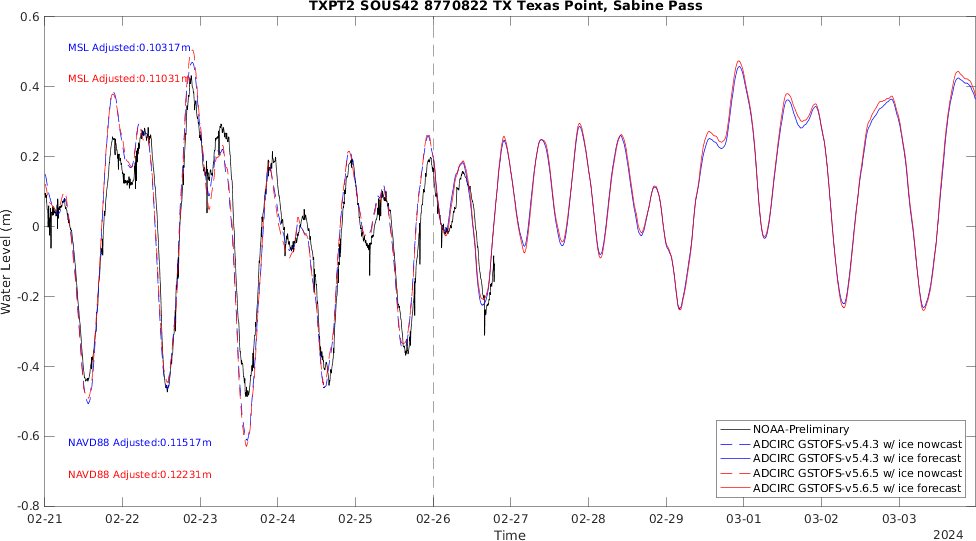 TXPT2 SOUS42 8770822 TX Texas Point, Sabine Pass
0.6
MSL Adjusted:0.10317m
MSL Adjusted:0.11031m
0.4
0.2
0
-0.2
-0.4
-0.6
-0.8
Water Level (m)
NAVD88 Adjusted:0.11517m
NAVD88 Adjusted:0.12231m
NOAA-Preliminary
ADCIRC GSTOFS-v5.4.3 w/ ice nowcast
ADCIRC GSTOFS-v5.4.3 w/ ice forecast
ADCIRC GSTOFS-v5.6.5 w/ ice nowcast
ADCIRC GSTOFS-v5.6.5 w/ ice forecast
02-21 02-22 02-23 02-24 02-25 02-26 02-27 02-28 02-29 03-01 03-02 03-03
Time
2024